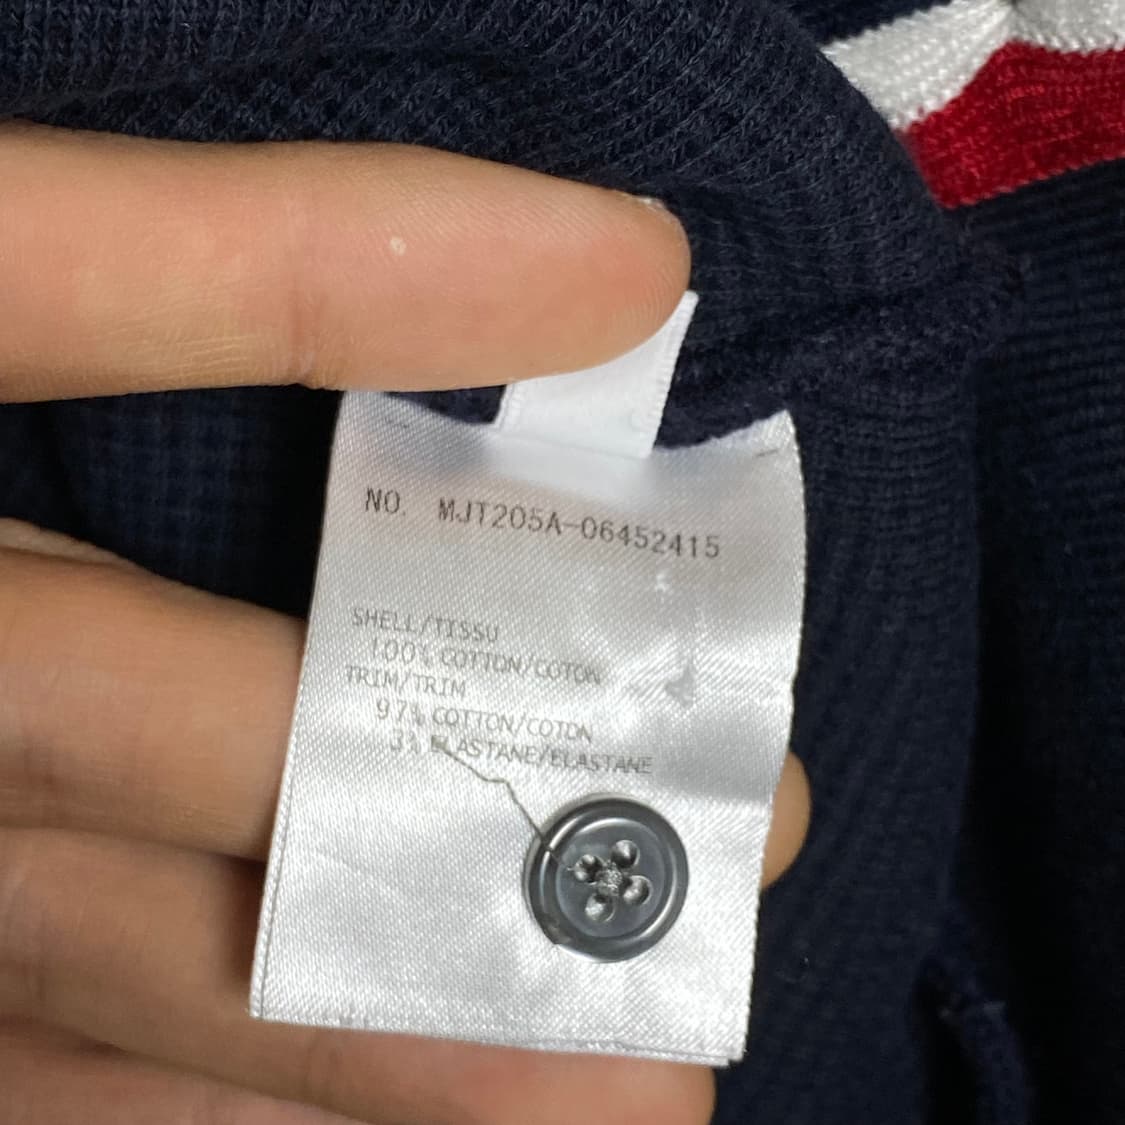 NO. MJT205A-06452415
SHELL/TISSU
100% COTTON/COTON
TRIM/TRIM
97% COTTON/COTON
3% ELASTANE/ELASTANE